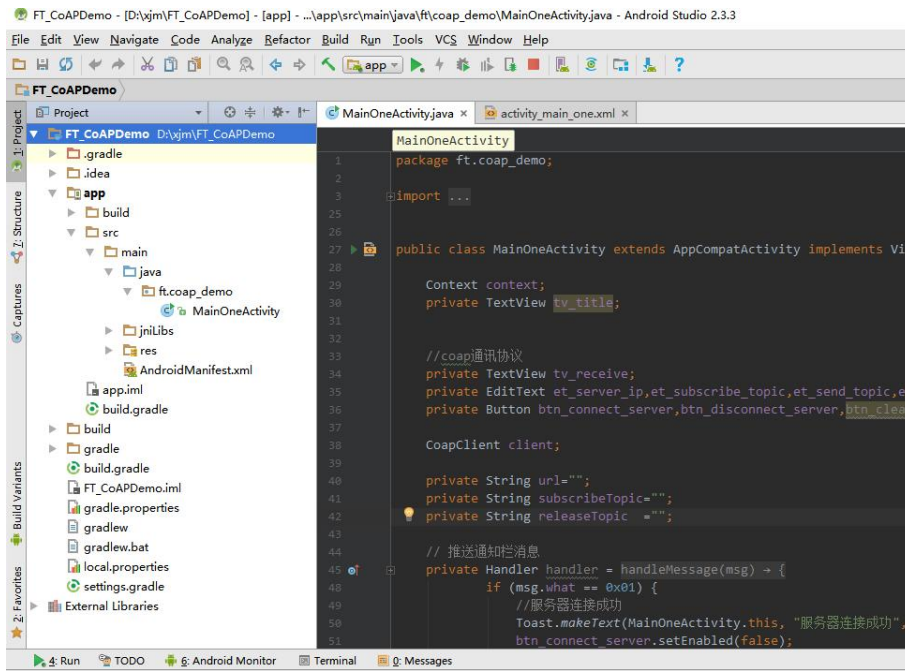 FT_CoAPDemo - [D:\xjm\FT_CoAPDemo] - [app] - ...\app\src\main\java\ft\coap_demo\MainOneActivity.java - Android Studio 2.3.3
File Edit View Navigate Code Analyze Refactor Build Run Tools VCS Window Help
app
FT_CoAPDemo
Project
MainOneActivity.java × activity_main_one.xml ×
1: Project
Z: Structure
Captures
Build Variants
2: Favorites
FT_CoAPDemo D:\xjm\FT_CoAPDemo
.gradle
.idea
app
build
src
main
java
ft.coap_demo
MainOneActivity
jniLibs
res
AndroidManifest.xml
app.iml
build.gradle
build
gradle
build.gradle
FT_CoAPDemo.iml
gradle.properties
gradlew
gradlew.bat
local.properties
settings.gradle
External Libraries
MainOneActivity
1 package ft.coap_demo;
2
3 import ...
25
26
27 public class MainOneActivity extends AppCompatActivity implements Vi
28
29 Context context;
30 private TextView tv_title;
31
32
33 //coap通讯协议
34 private TextView tv_receive;
35 private EditText et_server_ip,et_subscribe_topic,et_send_topic,e
36 private Button btn_connect_server,btn_disconnect_server,btn_clea
37
38 CoapClient client;
39
40 private String url="";
41 private String subscribeTopic="";
42 private String releaseTopic ="";
43
44 // 推送通知栏消息
45 private Handler handler = handleMessage(msg) → {
48 if (msg.what == 0x01) {
49 //服务器连接成功
50 Toast.makeText(MainOneActivity.this, "服务器连接成功",
51 btn_connect_server.setEnabled(false);
4: Run TODO 6: Android Monitor Terminal 0: Messages